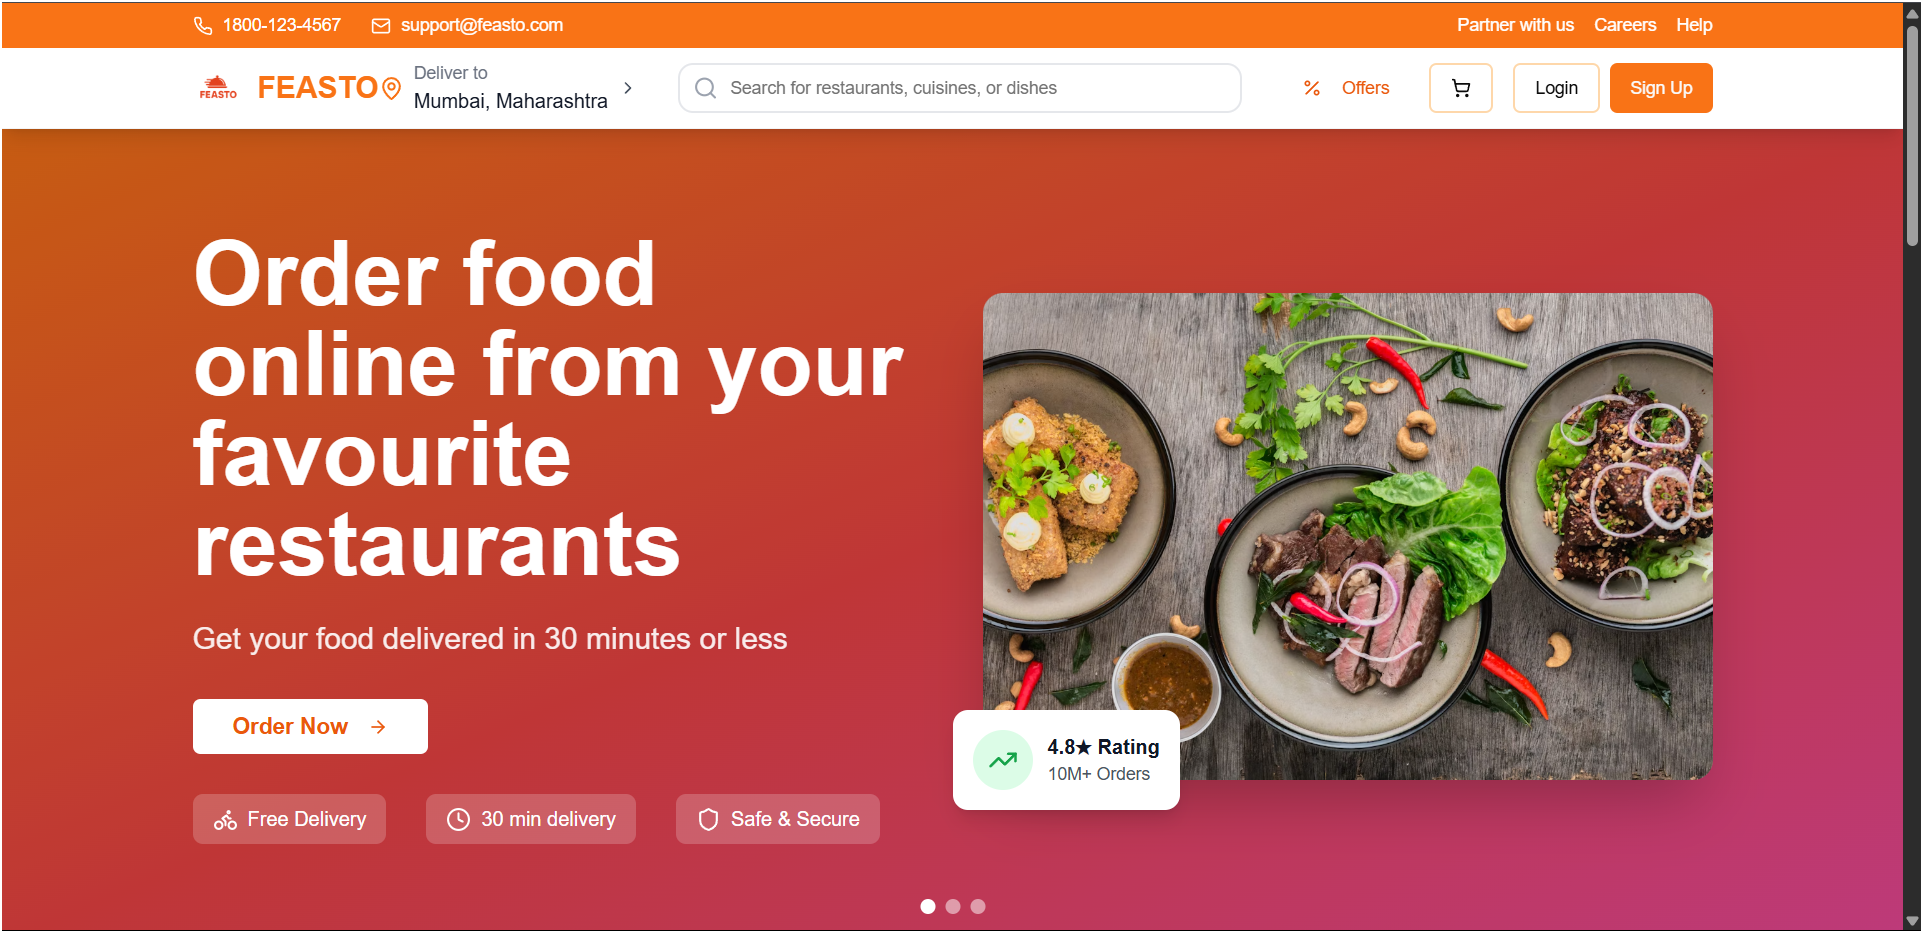 1800-123-4567
support@feasto.com
Partner with us
Careers
Help
FEASTO
FEASTO
Deliver to
Mumbai, Maharashtra
Search for restaurants, cuisines, or dishes
Offers
Login
Sign Up
Order food
online from your
favourite
restaurants
Get your food delivered in 30 minutes or less
Order Now
4.8★ Rating
10M+ Orders
Free Delivery
30 min delivery
Safe & Secure